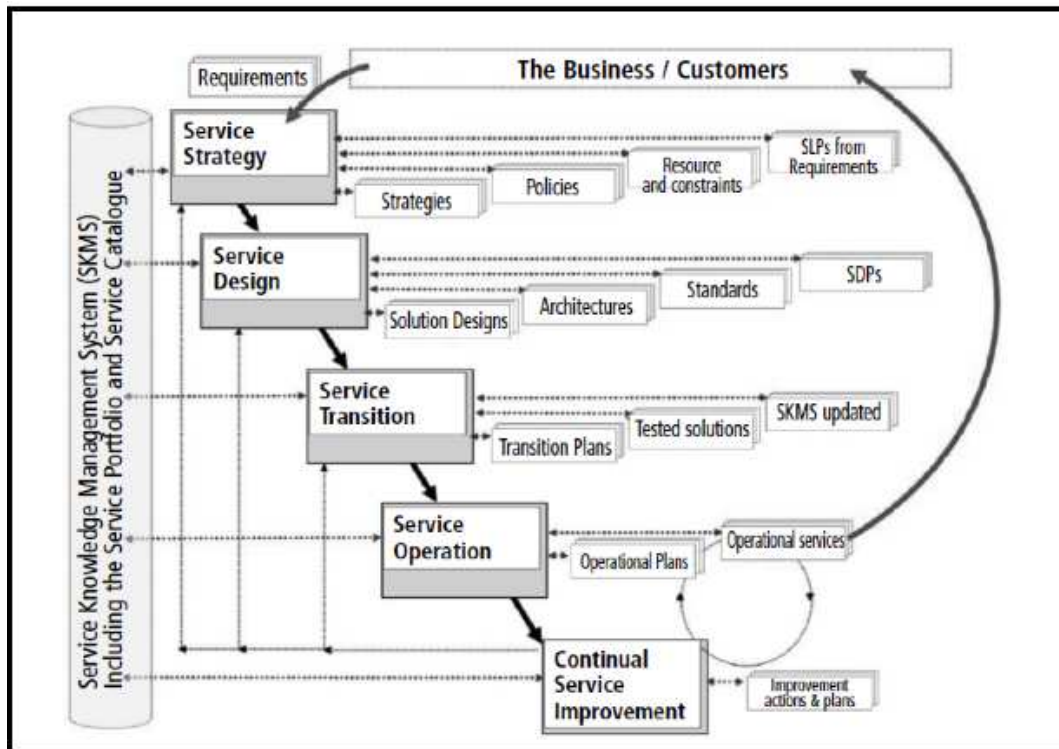 The Business / Customers
Requirements
Service
Strategy
SLPs from
Requirements
Resource
and constraints
Policies
Strategies
Service
Design
SDPs
Standards
Architectures
Solution Designs
Service
Transition
SKMS updated
Tested solutions
Transition Plans
Service
Operation
Operational services
Operational Plans
Continual
Service
Improvement
Improvement
actions & plans
Service Knowledge Management System (SKMS)
Including the Service Portfolio and Service Catalogue